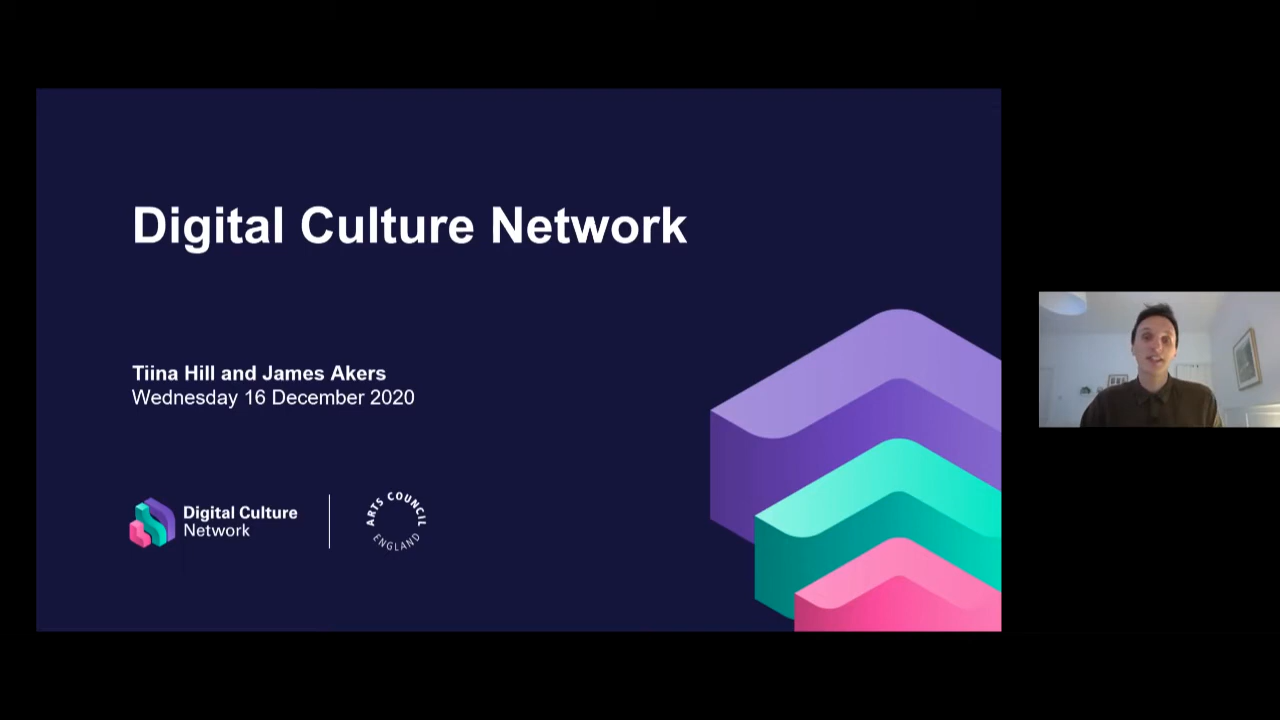 Digital Culture Network
Tiina Hill and James Akers
Wednesday 16 December 2020
Digital Culture
Network
ARTS COUNCIL
ENGLAND